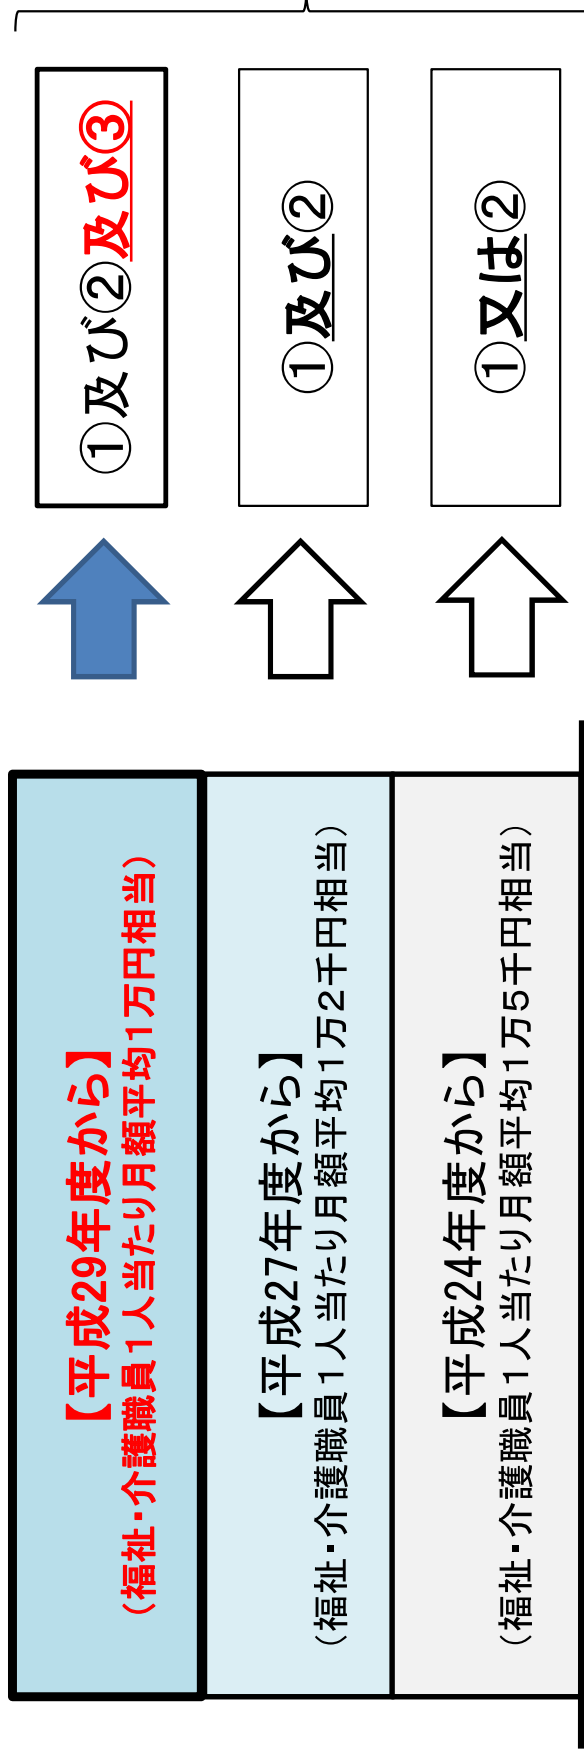 【平成29年度から】
（福祉・介護職員１人当たり月額平均１万円相当）
①及び②及び③
【平成27年度から】
（福祉・介護職員１人当たり月額平均１万２千円相当）
①及び②
【平成24年度から】
（福祉・介護職員１人当たり月額平均１万５千円相当）
①又は②